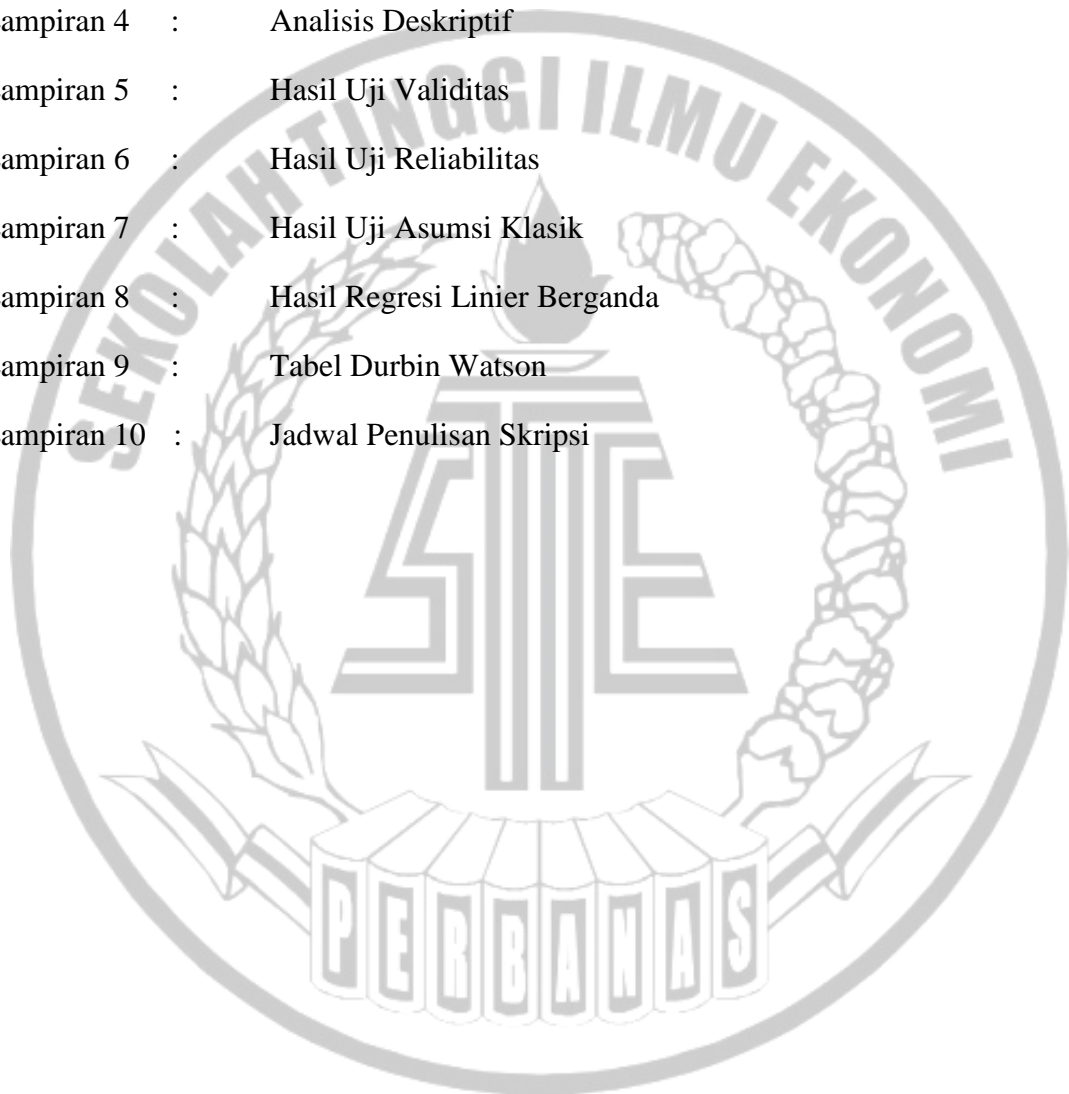 ampiran 4 : Analisis Deskriptif
ampiran 5 : Hasil Uji Validitas
ampiran 6 : Hasil Uji Reliabilitas
ampiran 7 : Hasil Uji Asumsi Klasik
ampiran 8 : Hasil Regresi Linier Berganda
ampiran 9 : Tabel Durbin Watson
ampiran 10 : Jadwal Penulisan Skripsi
SEKOLAH TINGGI ILMU EKONOMI
STIE
PERBANAS